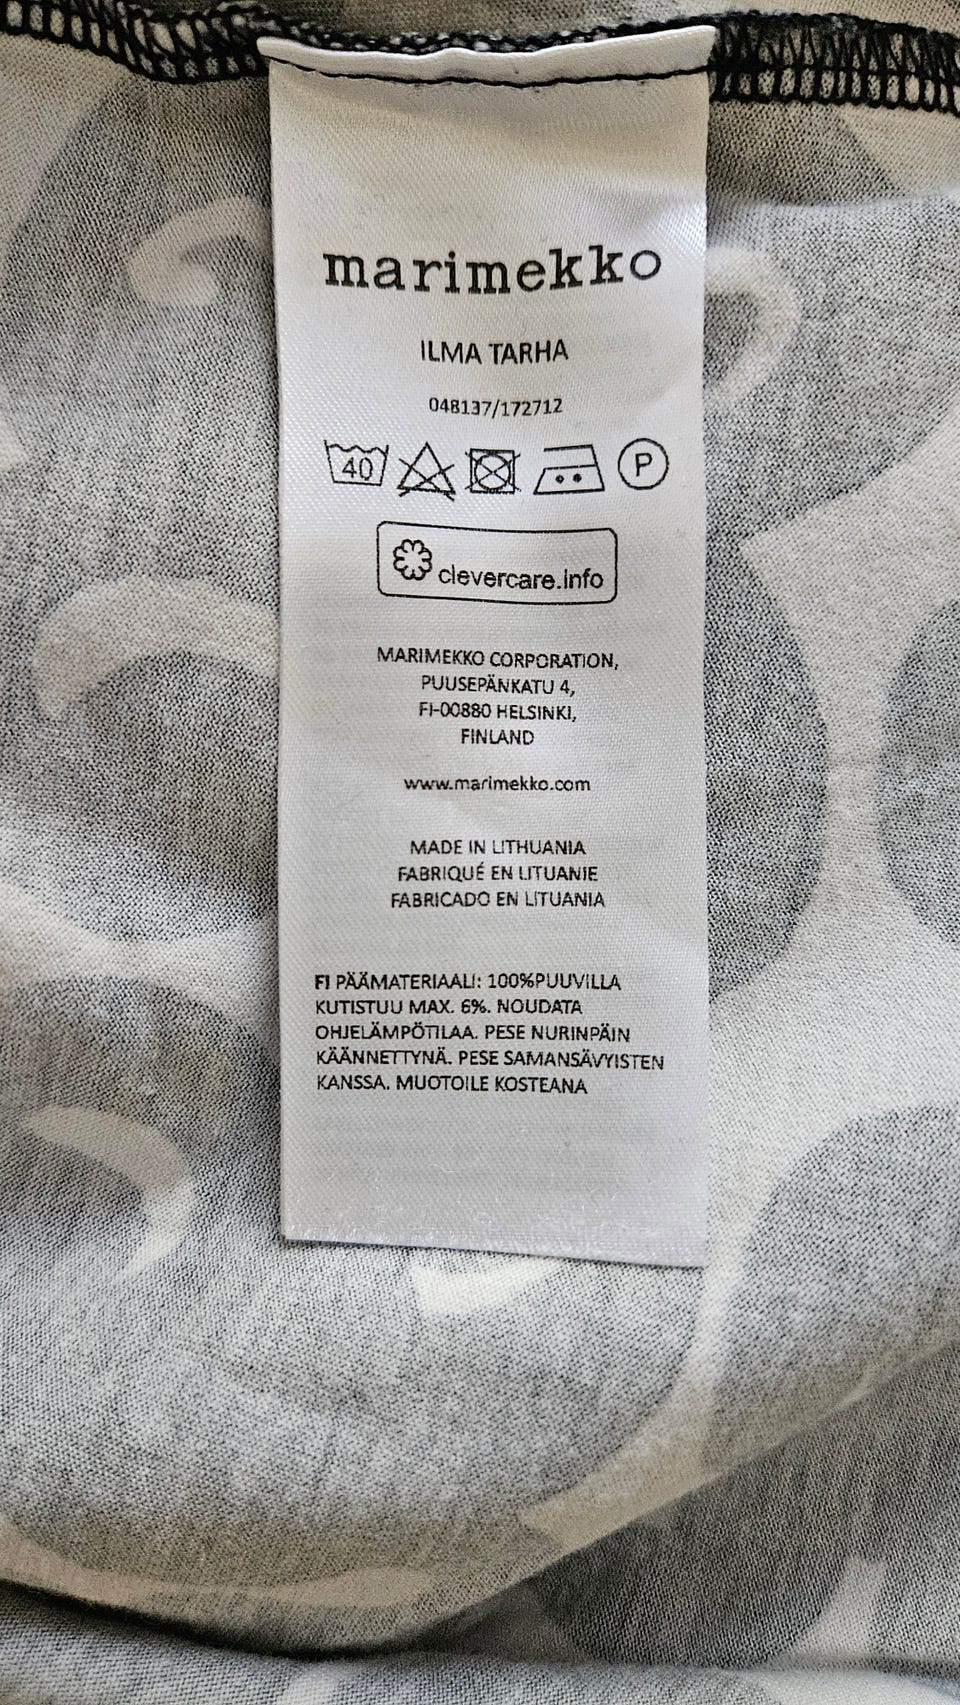 marimekko
ILMA TARHA
048137/172712
40 P
clevercare.info
MARIMEKKO CORPORATION,
PUUSEPÄNKATU 4,
FI-00880 HELSINKI,
FINLAND
www.marimekko.com
MADE IN LITHUANIA
FABRIQUÉ EN LITUANIE
FABRICADO EN LITUANIA
FI PÄÄMATERIAALI: 100%PUUVILLA
KUTISTUU MAX. 6%. NOUDATA
OHJELÄMPÖTILAA. PESE NURINPÄIN
KÄÄNNETTYNÄ. PESE SAMANSÄVYISTEN
KANSSA. MUOTOILE KOSTEANA